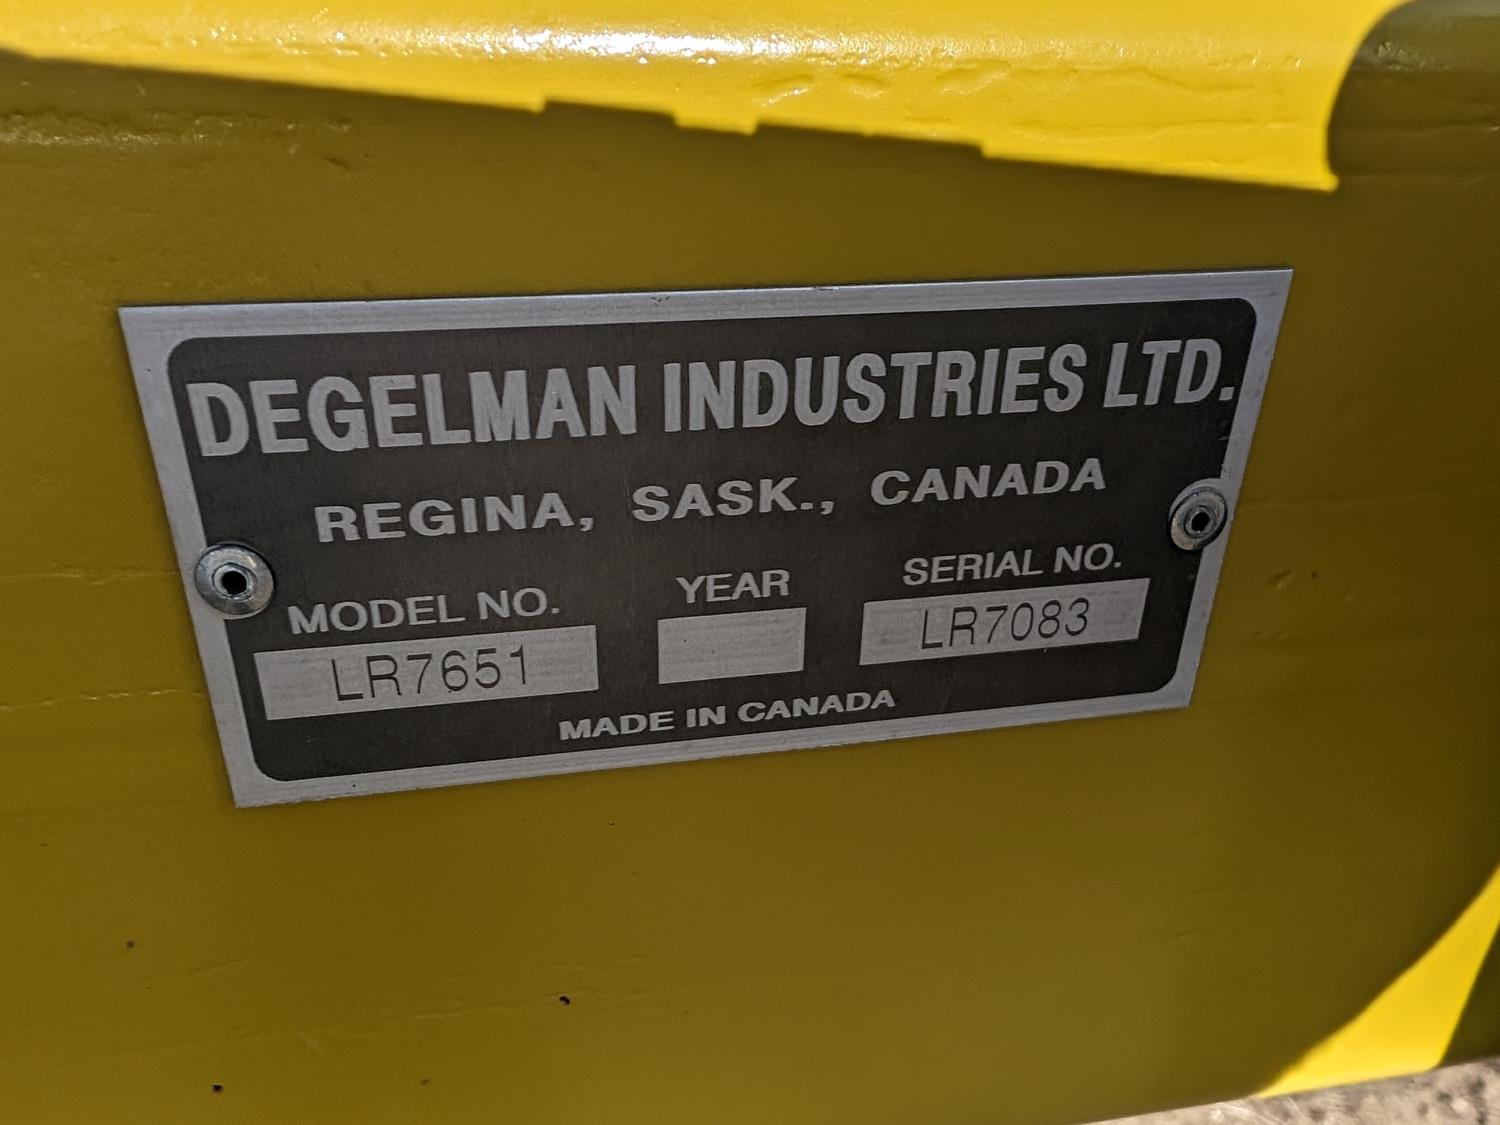 DEGELMAN INDUSTRIES LTD.
REGINA, SASK., CANADA
MODEL NO. YEAR SERIAL NO.
LR7651 LR7083
MADE IN CANADA